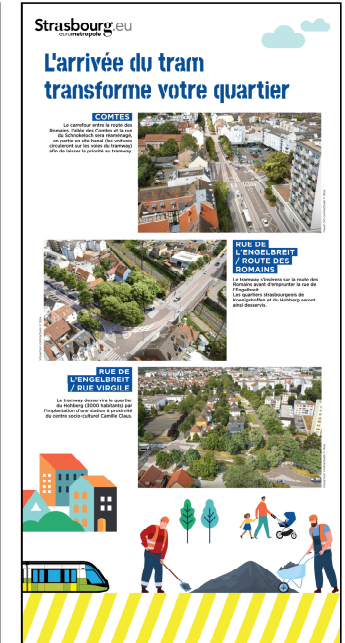 Strasbourg.eu
eurométropole
L'arrivée du tram
transforme votre quartier
COMTES
Le carrefour entre la route des
Romains, l'allée des Comtes et la rue
du Schnokeloch sera réaménagé,
en partie en site banal (les voitures
circuleront sur les voies du tramway)
afin de laisser la priorité au tramway.
RUE DE
L'ENGELBREIT
/ ROUTE DES
ROMAINS
Le tramway s'insérera sur la route des
Romains avant d'emprunter la rue de
l'Engelbreit.
Les quartiers strasbourgeois de
Koenigshoffen et du Hohberg seront
ainsi desservis.
RUE DE
L'ENGELBREIT
/ RUE VIRGILE
Le tramway desservira le quartier
du Hohberg (3000 habitants) par
l'implantation d'une station à proximité
du centre socio-culturel Camille Claus.